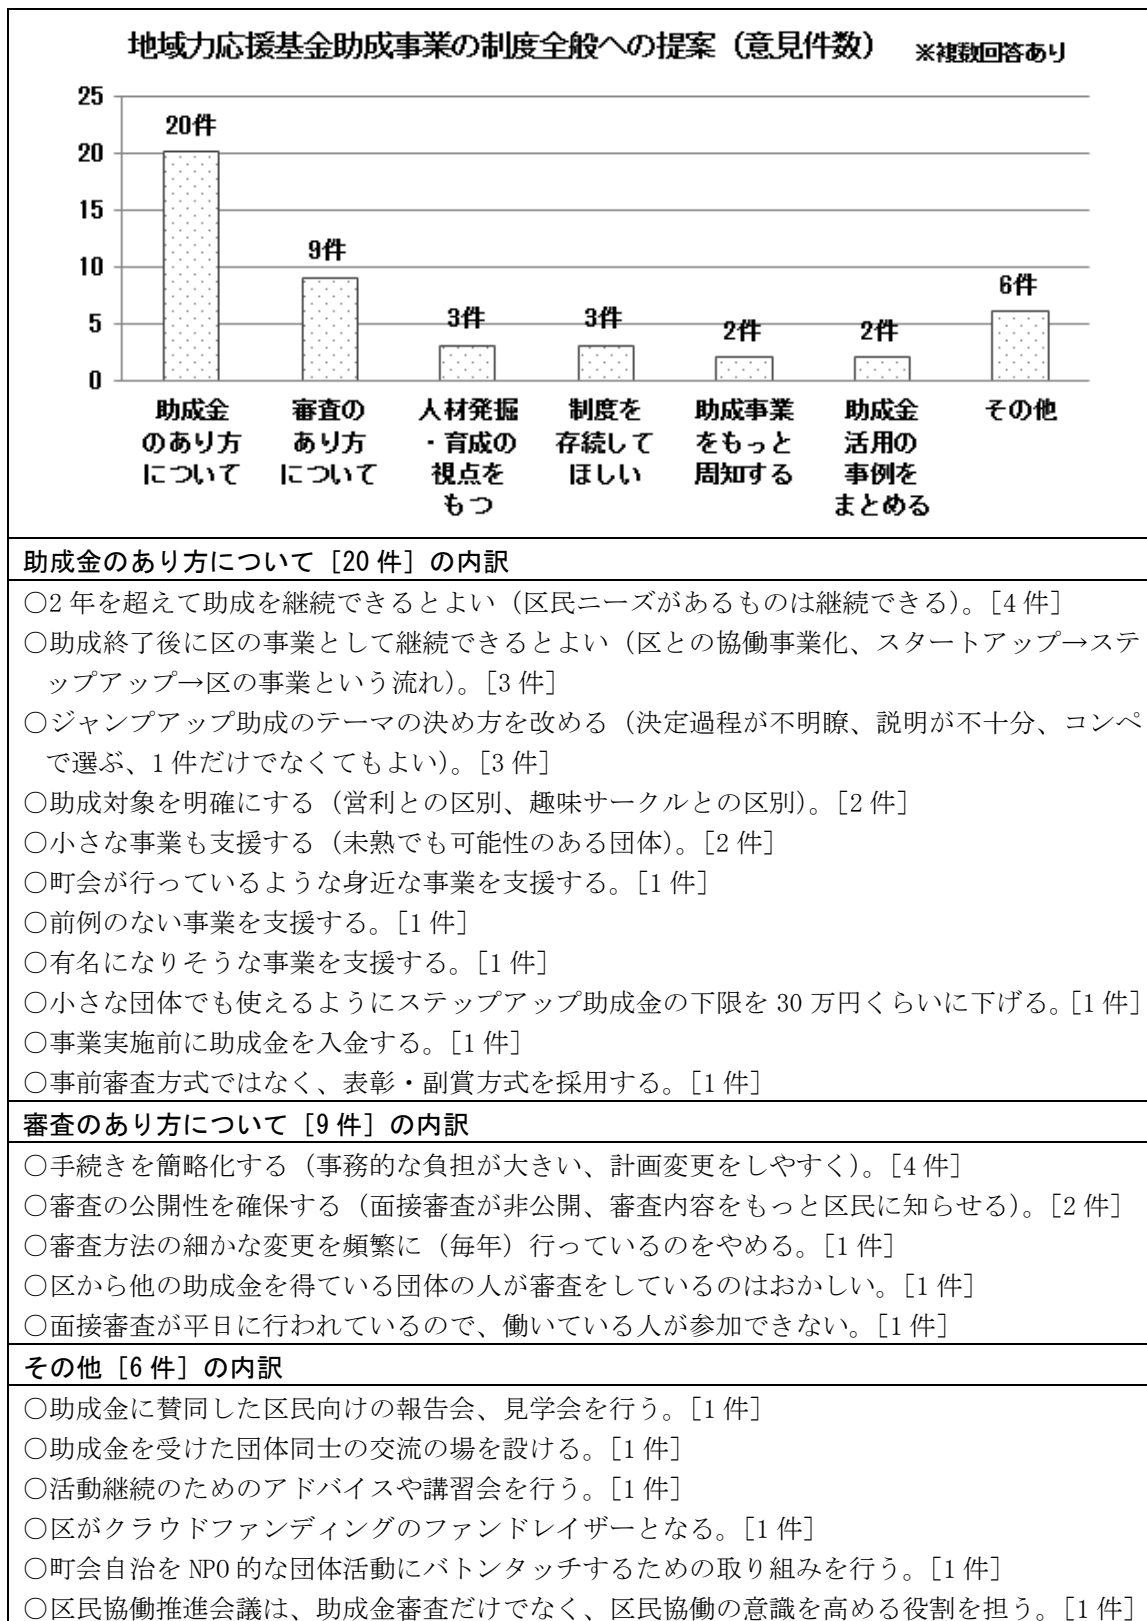 地域力応援基金助成事業の制度全般への提案（意見件数） ※複数回答あり
25
20
15
10
5
0
20件
9件
3件
3件
2件
2件
6件
助成金
のあり方
について
審査の
あり方
について
人材発掘
・育成の
視点を
もつ
制度を
存続して
ほしい
助成事業
をもっと
周知する
助成金
活用の
事例を
まとめる
その他
助成金のあり方について［20件］の内訳
○2年を超えて助成を継続できるとよい（区民ニーズがあるものは継続できる）。［4件］
○助成終了後に区の事業として継続できるとよい（区との協働事業化、スタートアップ→ステ
ップアップ→区の事業という流れ）。［3件］
○ジャンプアップ助成のテーマの決め方を改める（決定過程が不明瞭、説明が不十分、コンペ
で選ぶ、1件だけでなくてもよい）。［3件］
○助成対象を明確にする（営利との区別、趣味サークルとの区別）。［2件］
○小さな事業も支援する（未熟でも可能性のある団体）。［2件］
○町会が行っているような身近な事業を支援する。［1件］
○前例のない事業を支援する。［1件］
○有名になりそうな事業を支援する。［1件］
○小さな団体でも使えるようにステップアップ助成金の下限を30万円くらいに下げる。［1件］
○事業実施前に助成金を入金する。［1件］
○事前審査方式ではなく、表彰・副賞方式を採用する。［1件］
審査のあり方について［9件］の内訳
○手続きを簡略化する（事務的な負担が大きい、計画変更をしやすく）。［4件］
○審査の公開性を確保する（面接審査が非公開、審査内容をもっと区民に知らせる）。［2件］
○審査方法の細かな変更を頻繁に（毎年）行っているのをやめる。［1件］
○区から他の助成金を得ている団体の人が審査をしているのはおかしい。［1件］
○面接審査が平日に行われているので、働いている人が参加できない。［1件］
その他［6件］の内訳
○助成金に賛同した区民向けの報告会、見学会を行う。［1件］
○助成金を受けた団体同士の交流の場を設ける。［1件］
○活動継続のためのアドバイスや講習会を行う。［1件］
○区がクラウドファンディングのファンドレイザーとなる。［1件］
○町会自治をNPO的な団体活動にバトンタッチするための取り組みを行う。［1件］
○区民協働推進会議は、助成金審査だけでなく、区民協働の意識を高める役割を担う。［1件］